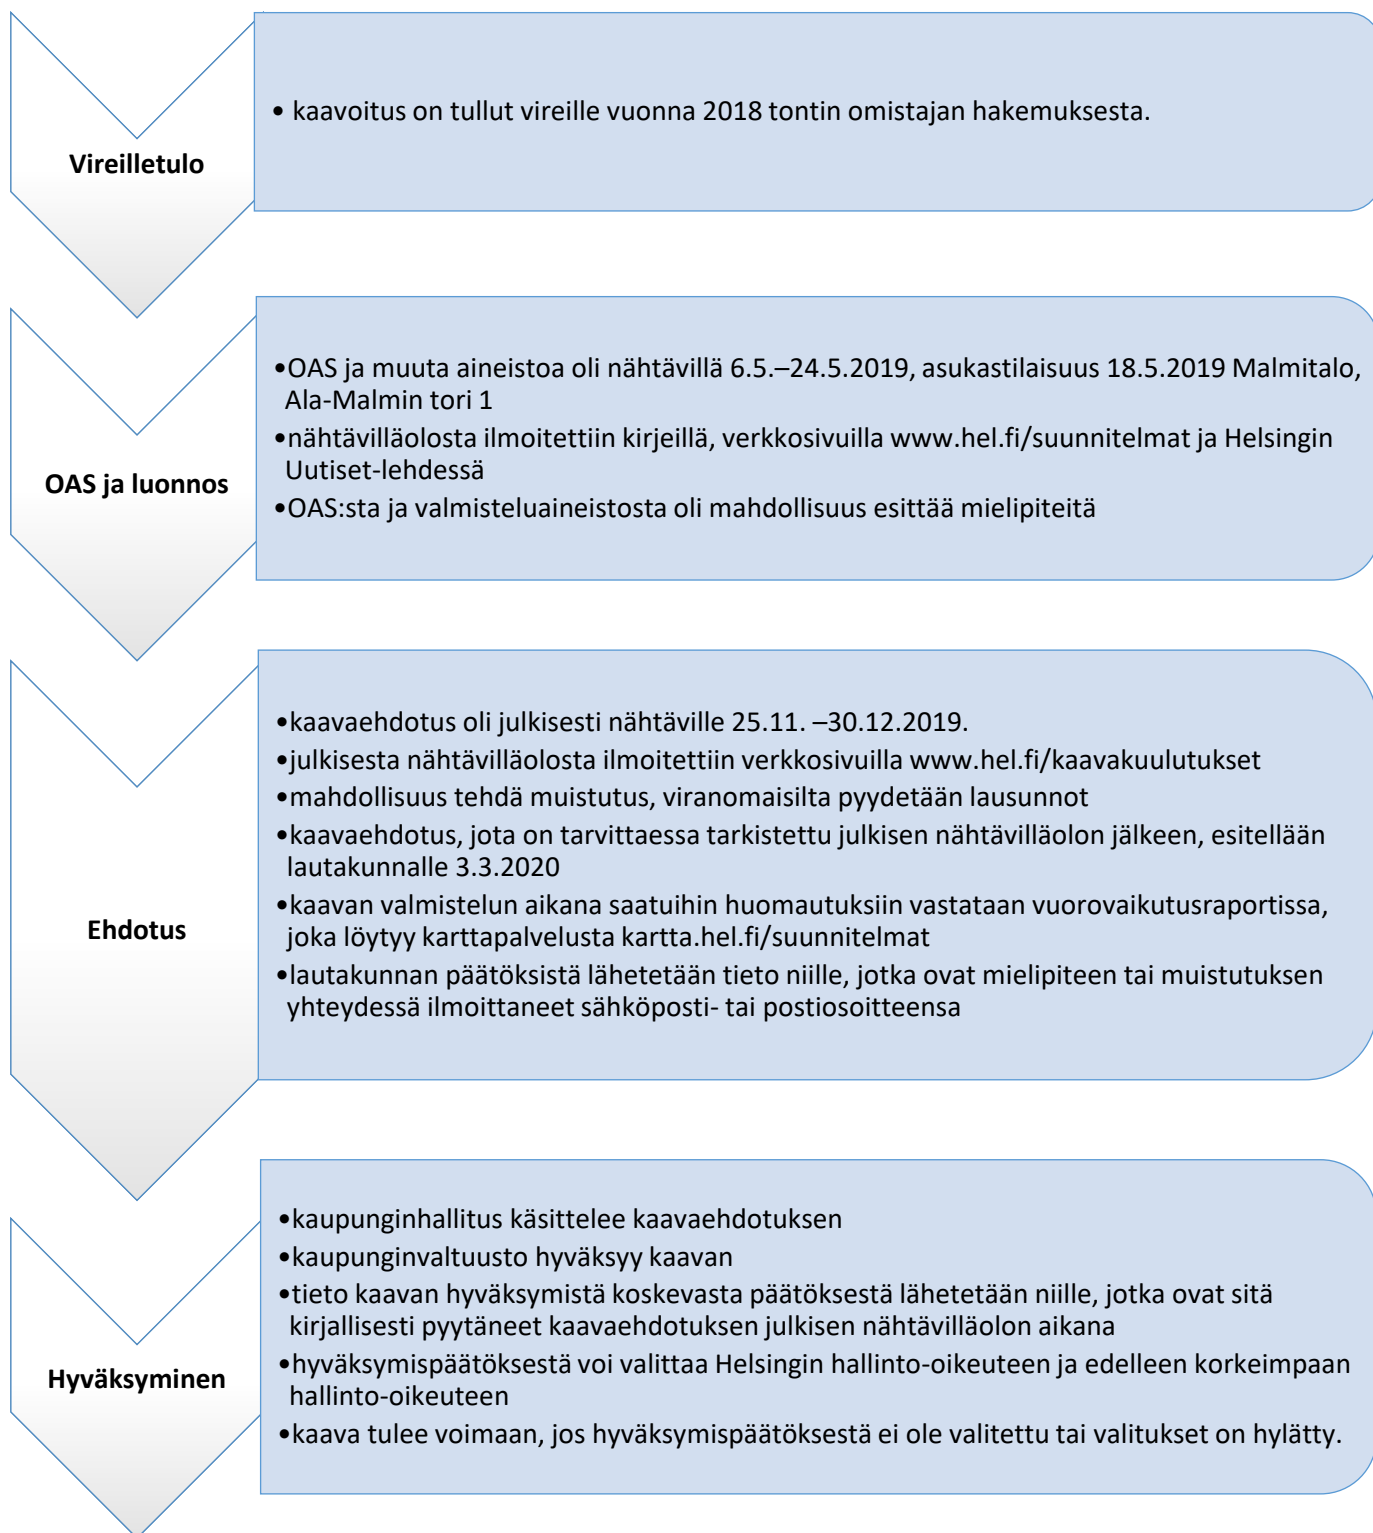 Vireilletulo
• kaavoitus on tullut vireille vuonna 2018 tontin omistajan hakemuksesta.
OAS ja luonnos
•OAS ja muuta aineistoa oli nähtävillä 6.5.–24.5.2019, asukastilaisuus 18.5.2019 Malmitalo,
Ala-Malmin tori 1
•nähtävilläolosta ilmoitettiin kirjeillä, verkkosivuilla www.hel.fi/suunnitelmat ja Helsingin
Uutiset-lehdessä
•OAS:sta ja valmisteluaineistosta oli mahdollisuus esittää mielipiteitä
Ehdotus
•kaavaehdotus oli julkisesti nähtäville 25.11. –30.12.2019.
•julkisesta nähtävilläolosta ilmoitettiin verkkosivuilla www.hel.fi/kaavakuulutukset
•mahdollisuus tehdä muistutus, viranomaisilta pyydetään lausunnot
•kaavaehdotus, jota on tarvittaessa tarkistettu julkisen nähtävilläolon jälkeen, esitellään
lautakunnalle 3.3.2020
•kaavan valmistelun aikana saatuihin huomautuksiin vastataan vuorovaikutusraportissa,
joka löytyy karttapalvelusta kartta.hel.fi/suunnitelmat
•lautakunnan päätöksistä lähetetään tieto niille, jotka ovat mielipiteen tai muistutuksen
yhteydessä ilmoittaneet sähköposti- tai postiosoitteensa
Hyväksyminen
•kaupunginhallitus käsittelee kaavaehdotuksen
•kaupunginvaltuusto hyväksyy kaavan
•tieto kaavan hyväksymistä koskevasta päätöksestä lähetetään niille, jotka ovat sitä
kirjallisesti pyytäneet kaavaehdotuksen julkisen nähtävilläolon aikana
•hyväksymispäätöksestä voi valittaa Helsingin hallinto-oikeuteen ja edelleen korkeimpaan
hallinto-oikeuteen
•kaava tulee voimaan, jos hyväksymispäätöksestä ei ole valitettu tai valitukset on hylätty.